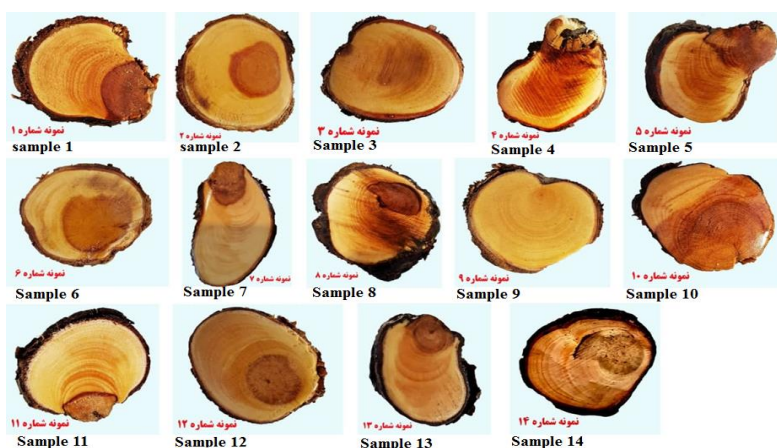 نمونه شماره ۱
sample 1
نمونه شماره ۲
sample 2
نمونه شماره ۳
Sample 3
نمونه شماره ۴
Sample 4
نمونه شماره ۵
Sample 5
نمونه شماره ۶
Sample 6
نمونه شماره ۷
Sample 7
نمونه شماره ۸
Sample 8
نمونه شماره ۹
Sample 9
نمونه شماره ۱۰
Sample 10
نمونه شماره ۱۱
Sample 11
نمونه شماره ۱۲
Sample 12
نمونه شماره ۱۳
Sample 13
نمونه شماره ۱۴
Sample 14